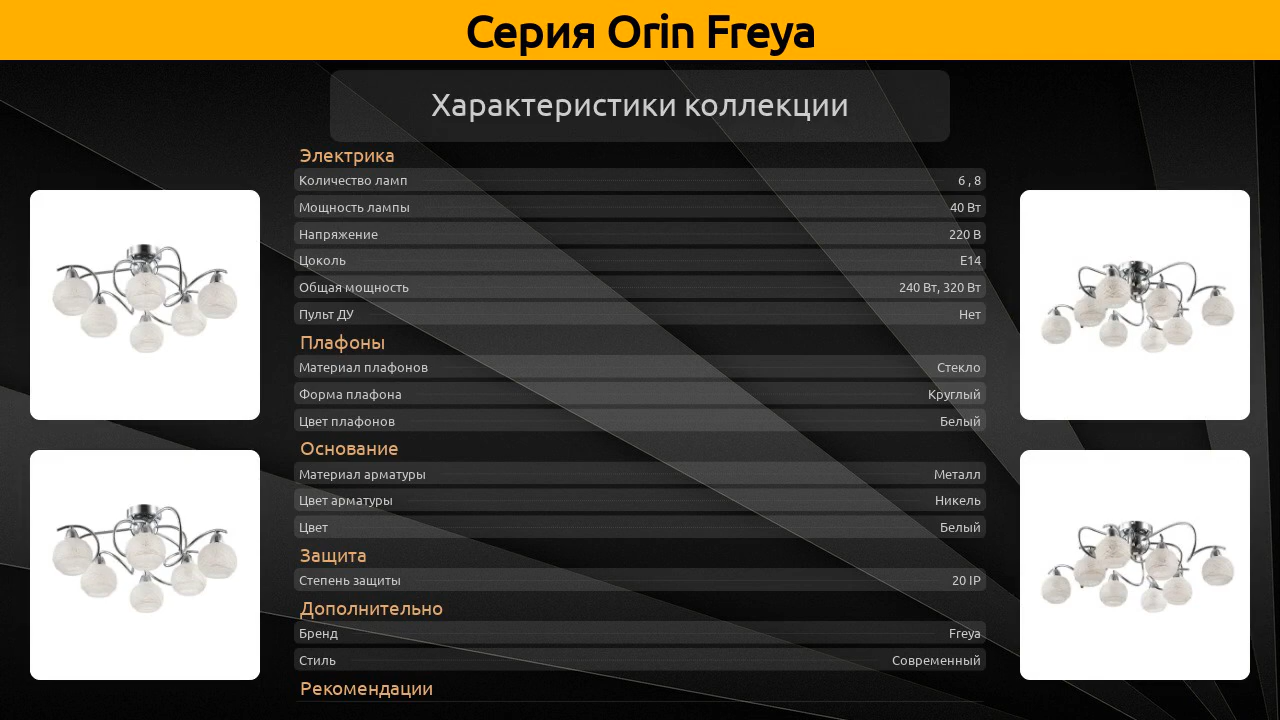 Серия Orin Freya
Характеристики коллекции
Электрика
Количество ламп 6 , 8
Мощность лампы 40 Вт
Напряжение 220 В
Цоколь E14
Общая мощность 240 Вт, 320 Вт
Пульт ДУ Нет
Плафоны
Материал плафонов Стекло
Форма плафона Круглый
Цвет плафонов Белый
Основание
Материал арматуры Металл
Цвет арматуры Никель
Цвет Белый
Защита
Степень защиты 20 IP
Дополнительно
Бренд Freya
Стиль Современный
Рекомендации